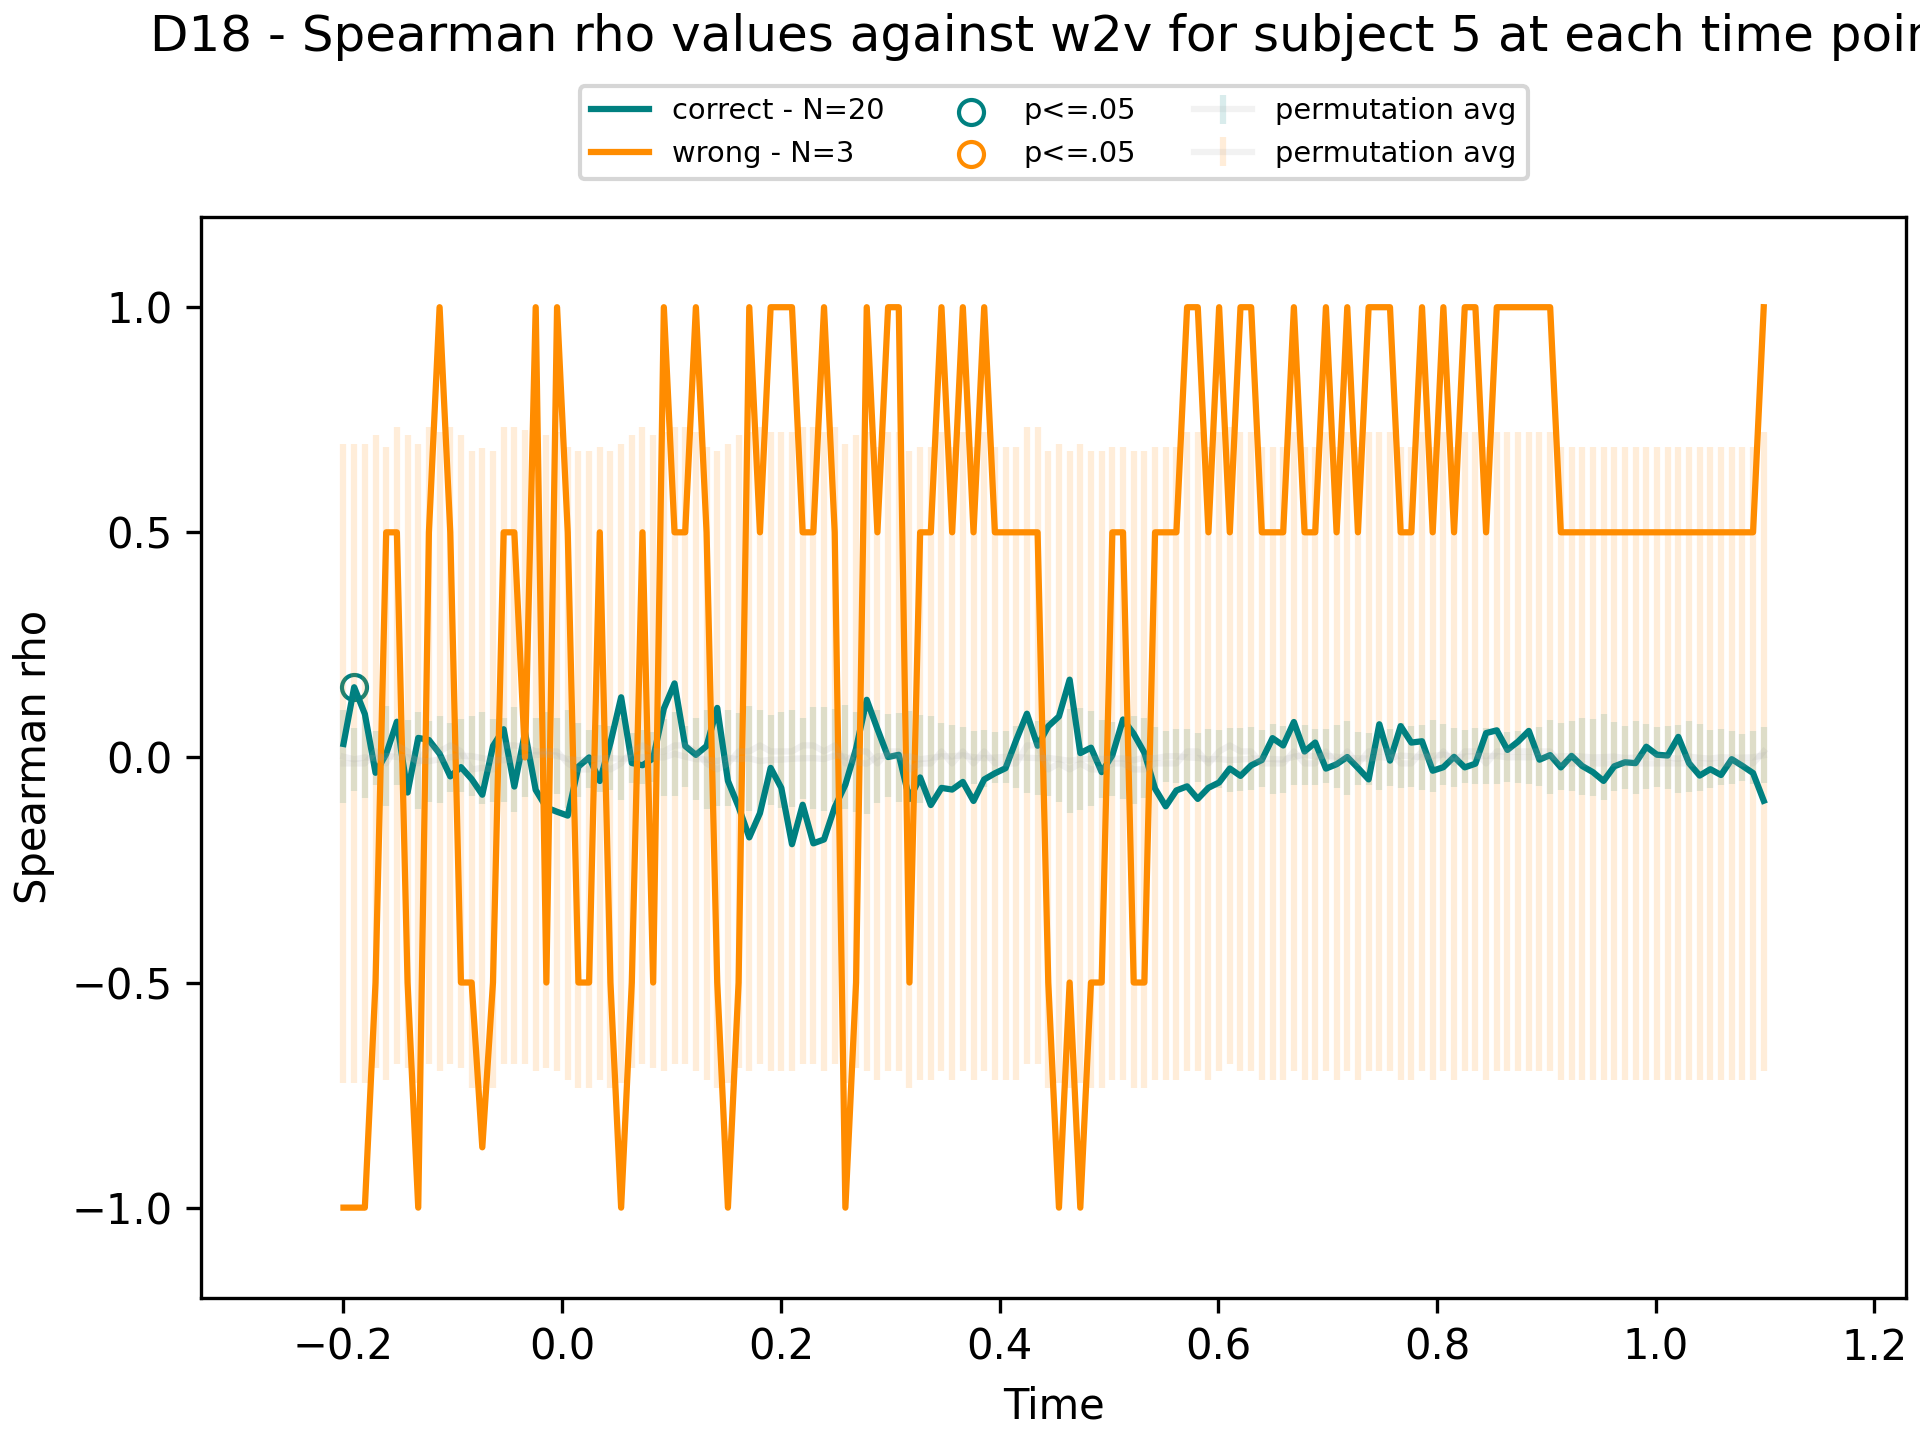 D18 - Spearman rho values against w2v for subject 5 at each time poin
correct - N=20 p<=.05 permutation avg
wrong - N=3 p<=.05 permutation avg
1.0
0.5
0.0
−0.5
−1.0
Spearman rho
−0.2 0.0 0.2 0.4 0.6 0.8 1.0 1.2
Time